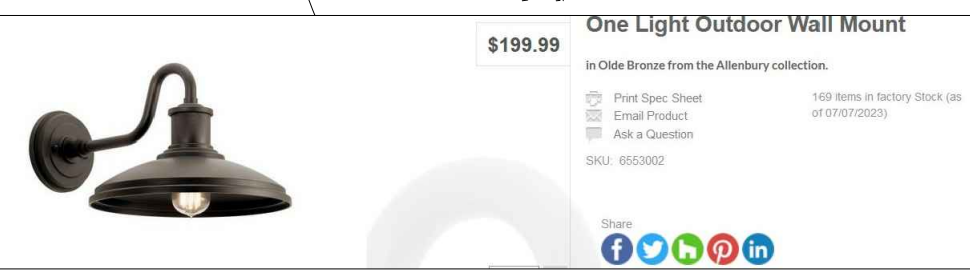 One Light Outdoor Wall Mount
$199.99
in Olde Bronze from the Allenbury collection.
Print Spec Sheet
169 items in factory Stock (as
of 07/07/2023)
Email Product
Ask a Question
SKU: 6553002
Share